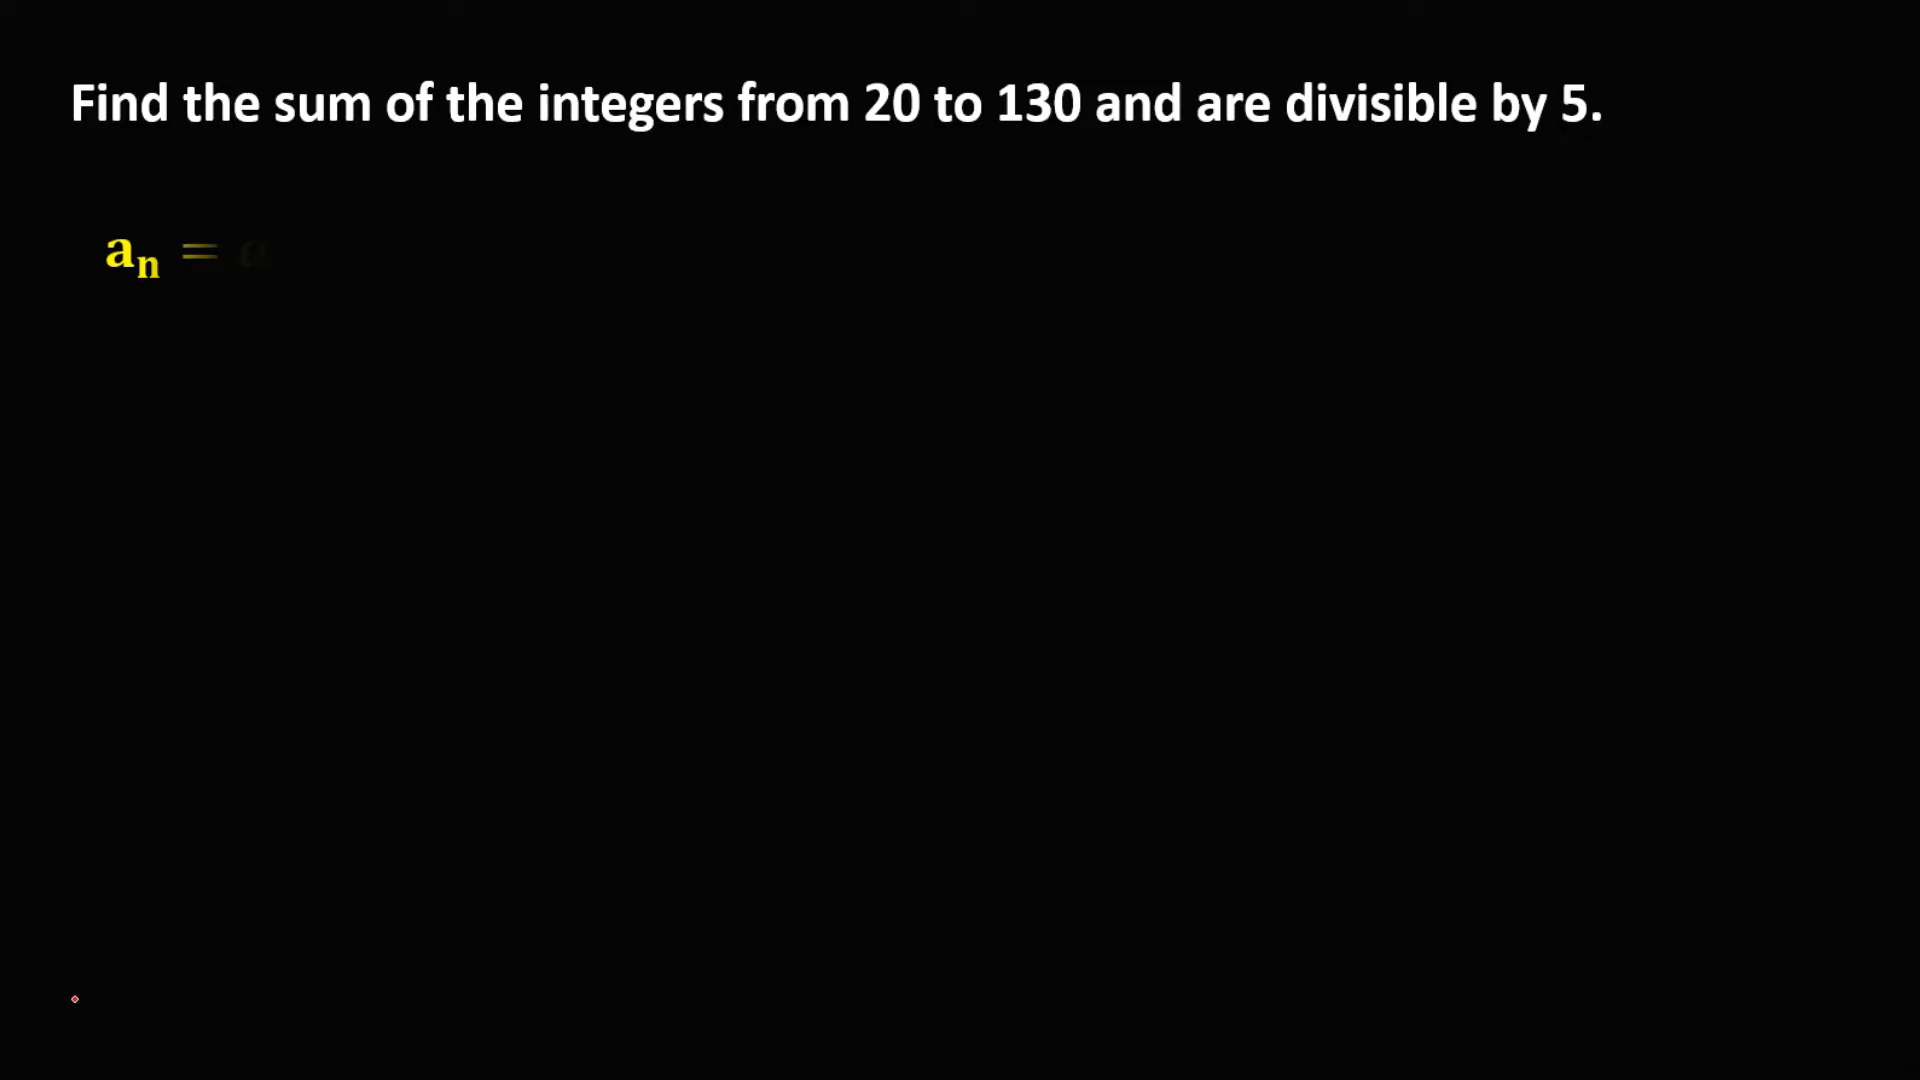 Find the sum of the integers from 20 to 130 and are divisible by 5.
aₙ =